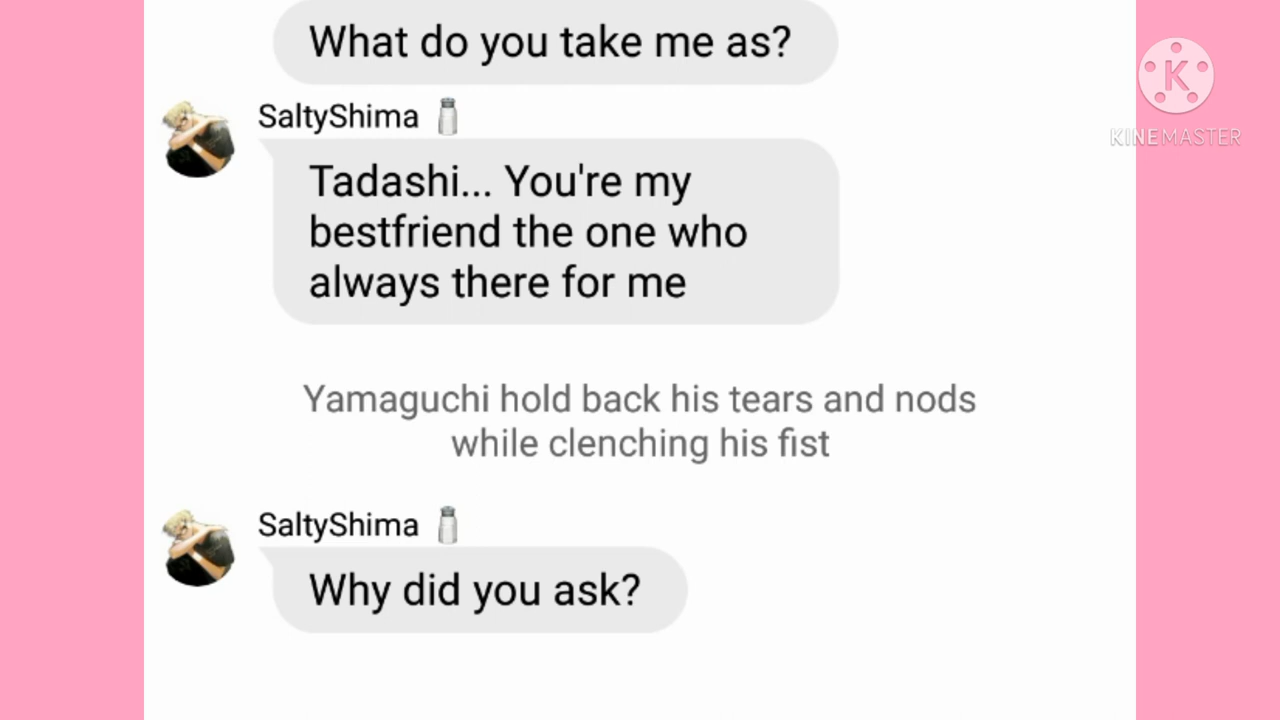 What do you take me as?
SaltyShima
Tadashi... You're my
bestfriend the one who
always there for me
Yamaguchi hold back his tears and nods
while clenching his fist
SaltyShima
Why did you ask?
K
KINEMASTER